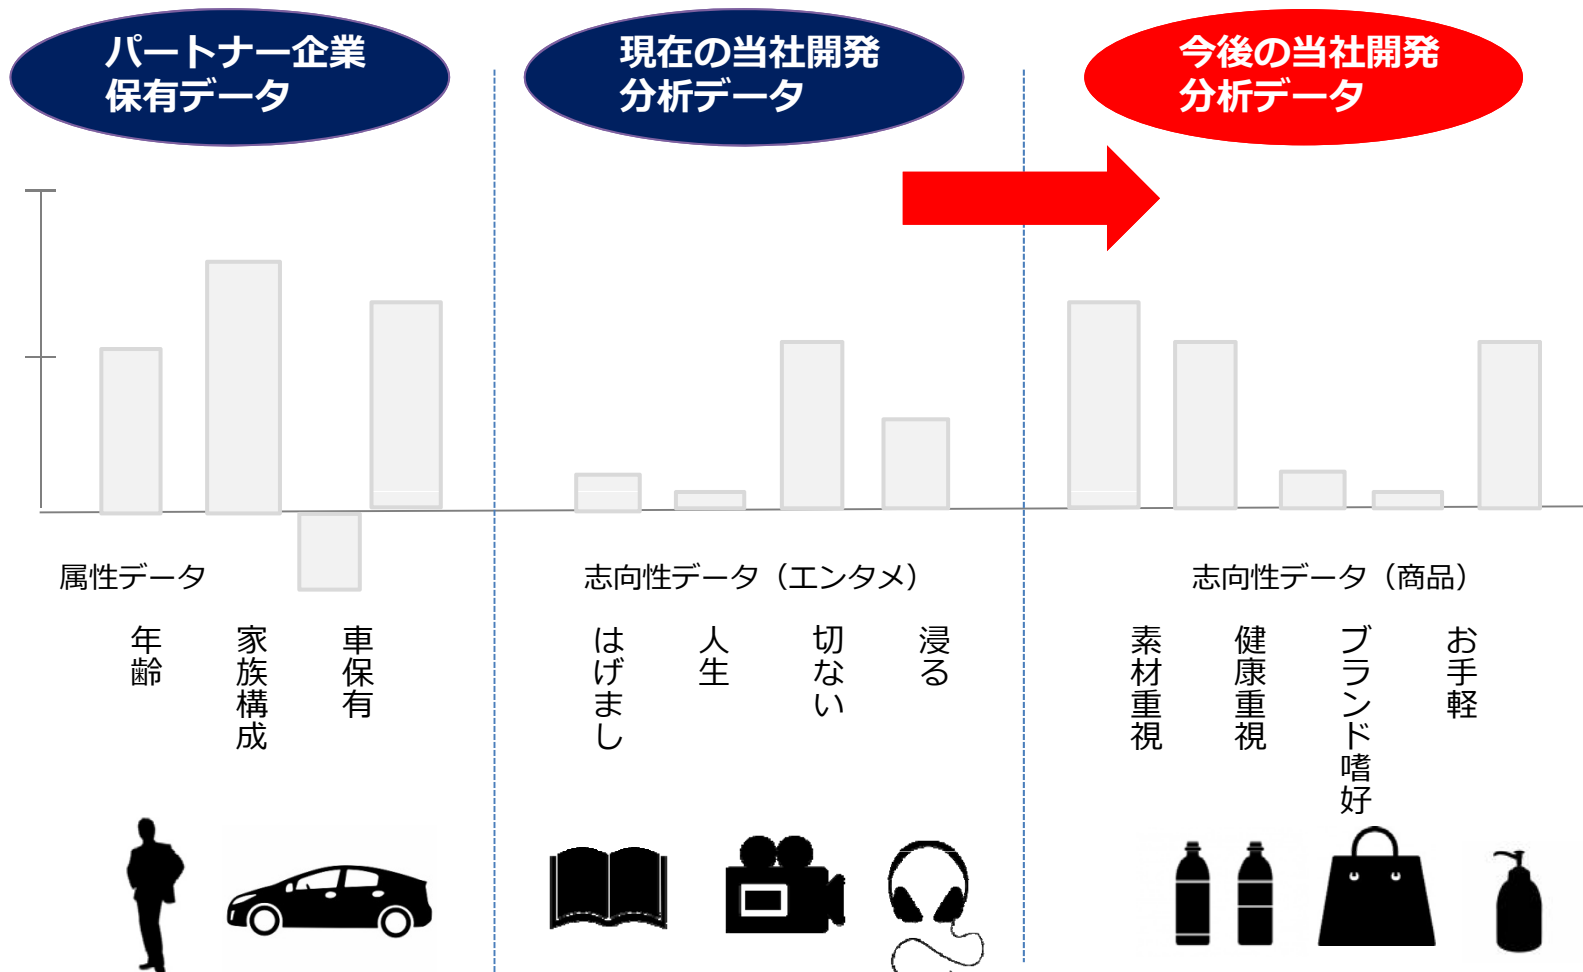 パートナー企業
保有データ
現在の当社開発
分析データ
今後の当社開発
分析データ
属性データ
志向性データ（エンタメ）
志向性データ（商品）
年齢
家族構成
車保有
はげまし
人生
切ない
浸る
素材重視
健康重視
ブランド嗜好
お手軽